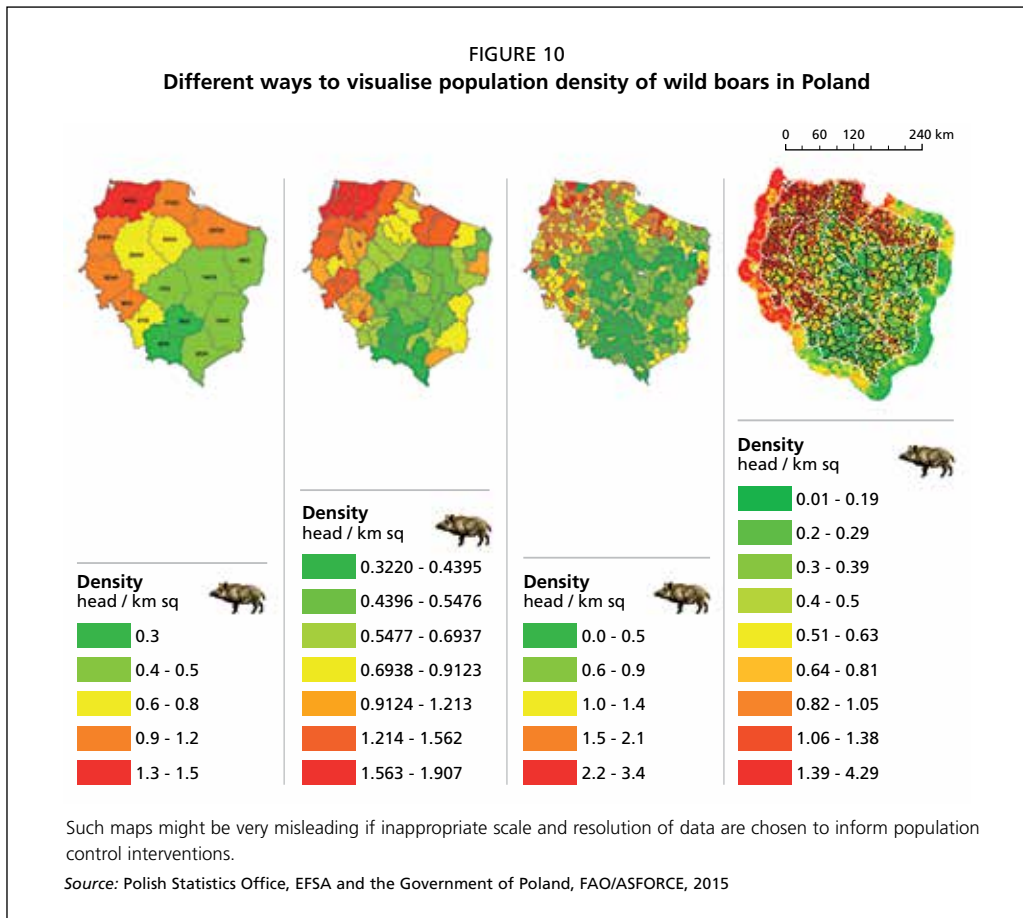 FIGURE 10
Different ways to visualise population density of wild boars in Poland
0 60 120 240 km
Density
head / km sq
0.3
0.4 - 0.5
0.6 - 0.8
0.9 - 1.2
1.3 - 1.5
Density
head / km sq
0.3220 - 0.4395
0.4396 - 0.5476
0.5477 - 0.6937
0.6938 - 0.9123
0.9124 - 1.213
1.214 - 1.562
1.563 - 1.907
Density
head / km sq
0.0 - 0.5
0.6 - 0.9
1.0 - 1.4
1.5 - 2.1
2.2 - 3.4
Density
head / km sq
0.01 - 0.19
0.2 - 0.29
0.3 - 0.39
0.4 - 0.5
0.51 - 0.63
0.64 - 0.81
0.82 - 1.05
1.06 - 1.38
1.39 - 4.29
Such maps might be very misleading if inappropriate scale and resolution of data are chosen to inform population
control interventions.
Source: Polish Statistics Office, EFSA and the Government of Poland, FAO/ASFORCE, 2015